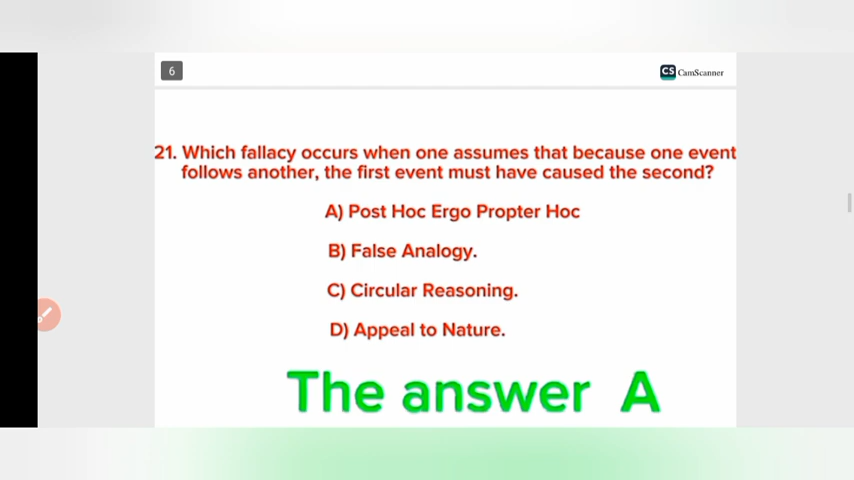 6
CS CamScanner
21. Which fallacy occurs when one assumes that because one event
follows another, the first event must have caused the second?
A) Post Hoc Ergo Propter Hoc
B) False Analogy.
C) Circular Reasoning.
D) Appeal to Nature.
The answer A